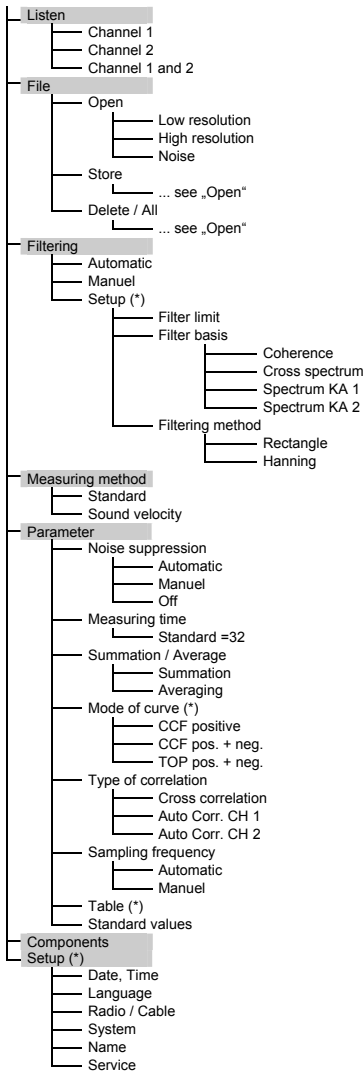 Listen
Channel 1
Channel 2
Channel 1 and 2
File
Open
Low resolution
High resolution
Noise
Store
... see „Open“
Delete / All
... see „Open“
Filtering
Automatic
Manuel
Setup (*)
Filter limit
Filter basis
Coherence
Cross spectrum
Spectrum KA 1
Spectrum KA 2
Filtering method
Rectangle
Hanning
Measuring method
Standard
Sound velocity
Parameter
Noise suppression
Automatic
Manuel
Off
Measuring time
Standard =32
Summation / Average
Summation
Averaging
Mode of curve (*)
CCF positive
CCF pos. + neg.
TOP pos. + neg.
Type of correlation
Cross correlation
Auto Corr. CH 1
Auto Corr. CH 2
Sampling frequency
Automatic
Manuel
Table (*)
Standard values
Components
Setup (*)
Date, Time
Language
Radio / Cable
System
Name
Service